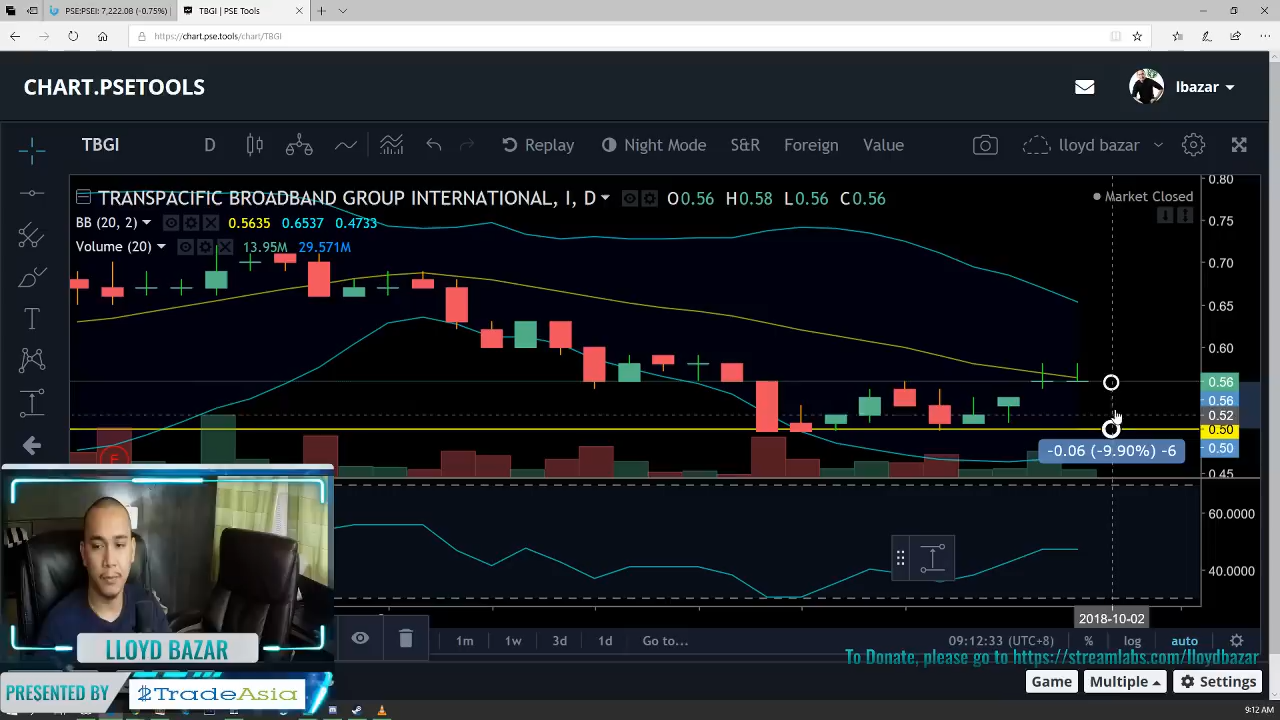 PSE:PSEI: 7,222.08 (-0.75%)
TBGI | PSE Tools
https://chart.pse.tools/chart/TBGI
CHART.PSETOOLS
lbazar
TBGI
D
Replay
Night Mode
S&R
Foreign
Value
lloyd bazar
TRANSPACIFIC BROADBAND GROUP INTERNATIONAL, I, D
O0.56 H0.58 L0.56 C0.56
Market Closed
BB (20, 2)
0.5635 0.6537 0.4733
Volume (20)
13.95M 29.571M
0.80
0.75
0.70
0.65
0.60
0.56
0.56
0.52
0.50
0.50
0.45
-0.06 (-9.90%) -6
E
60.0000
40.0000
2018-10-02
1m
1w
3d
1d
Go to...
09:12:33 (UTC+8)
%
log
auto
LLOYD BAZAR
To Donate, please go to https://streamlabs.com/lloydbazar
PRESENTED BY
TradeAsia
Game
Multiple
Settings
9:12 AM